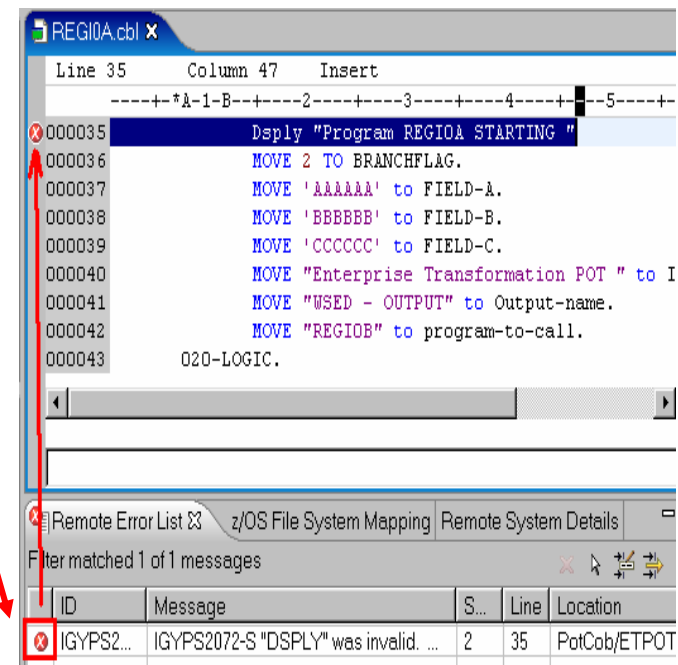 REGI0A.cbl
Line 35 Column 47 Insert
----+-*A-1-B--+----2----+----3----+----4----+----5----+-
000035 Dsply "Program REGI0A STARTING "
000036 MOVE 2 TO BRANCHFLAG.
000037 MOVE 'AAAAAA' to FIELD-A.
000038 MOVE 'BBBBBB' to FIELD-B.
000039 MOVE 'CCCCCC' to FIELD-C.
000040 MOVE "Enterprise Transformation POT " to I
000041 MOVE "WSED - OUTPUT" to Output-name.
000042 MOVE "REGI0B" to program-to-call.
000043 020-LOGIC.
Remote Error List z/OS File System Mapping Remote System Details
Filter matched 1 of 1 messages
ID Message S... Line Location
IGYPS2... IGYPS2072-S "DSPLY" was invalid. ... 2 35 PotCob/ETPOT